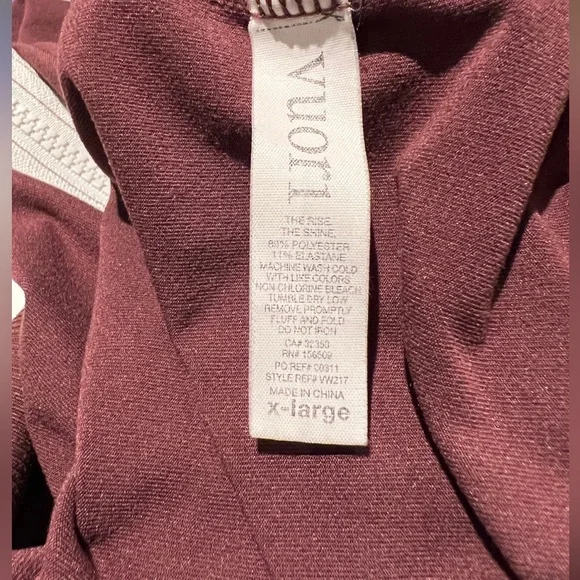 vuori
THE RISE.
THE SHINE.
89% POLYESTER
11% ELASTANE
MACHINE WASH COLD
WITH LIKE COLORS
NON-CHLORINE BLEACH
TUMBLE DRY LOW
REMOVE PROMPTLY
FLUFF AND FOLD
DO NOT IRON
CA# 32353
RN# 156509
PO REF# 00311
STYLE REF# VW217
MADE IN CHINA
x-large